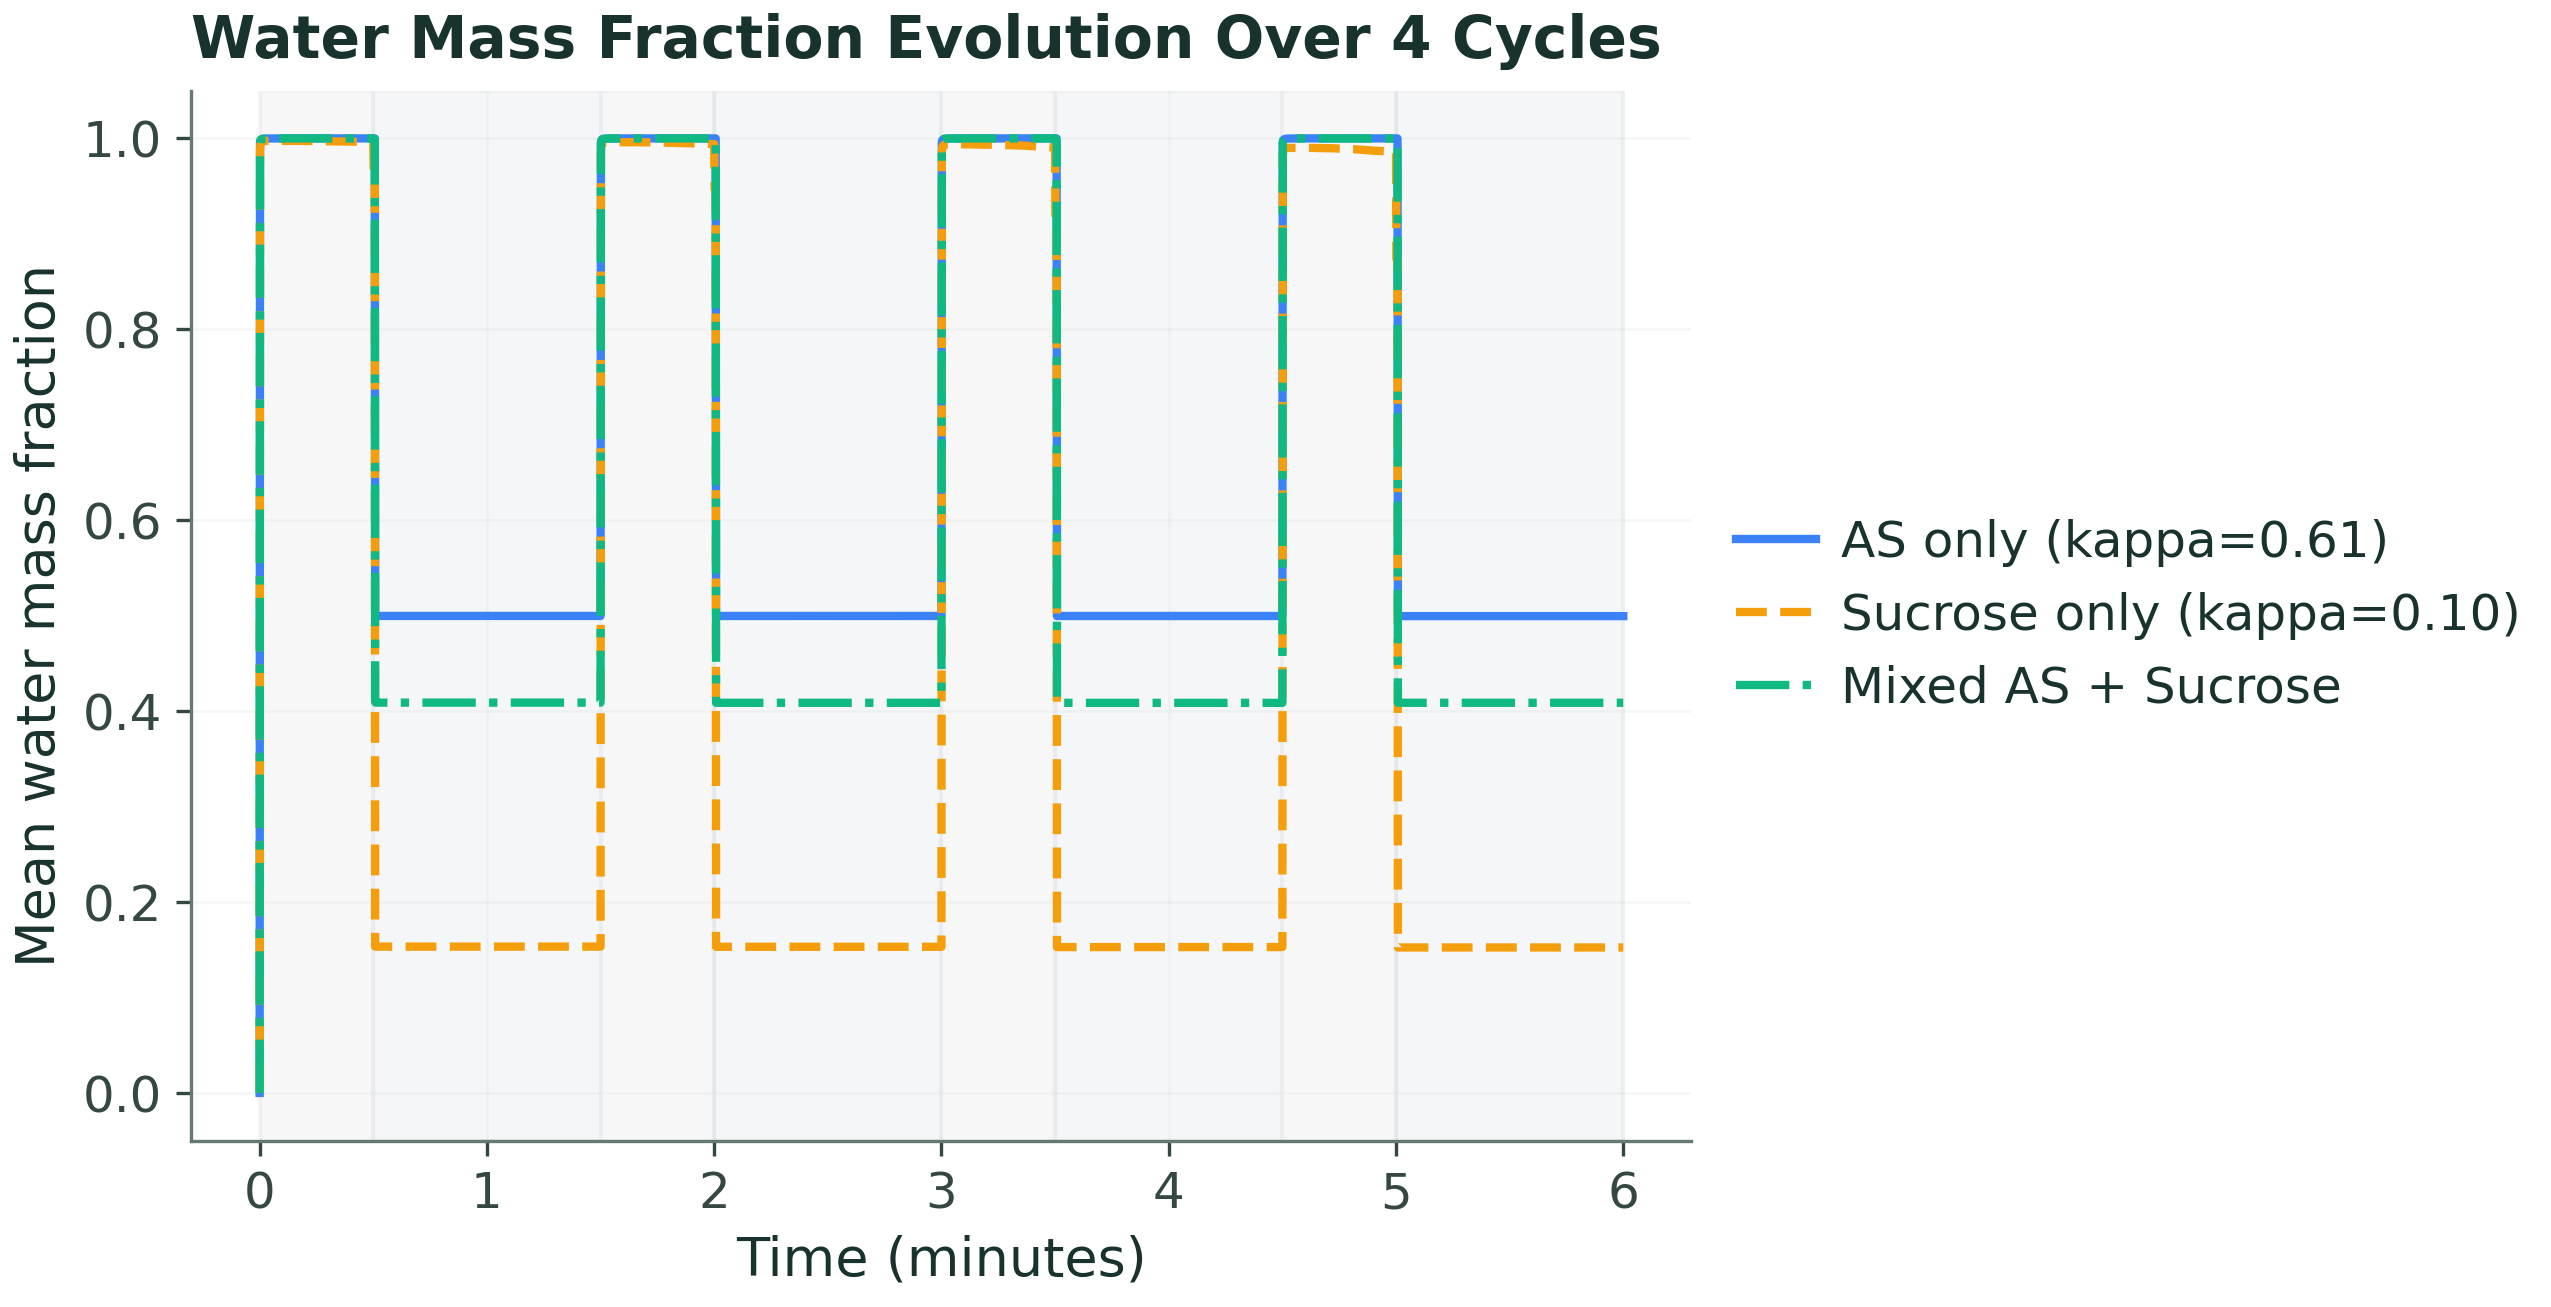 Water Mass Fraction Evolution Over 4 Cycles
Mean water mass fraction
1.0
0.8
0.6
0.4
0.2
0.0
0 1 2 3 4 5 6
Time (minutes)
AS only (kappa=0.61)
Sucrose only (kappa=0.10)
Mixed AS + Sucrose